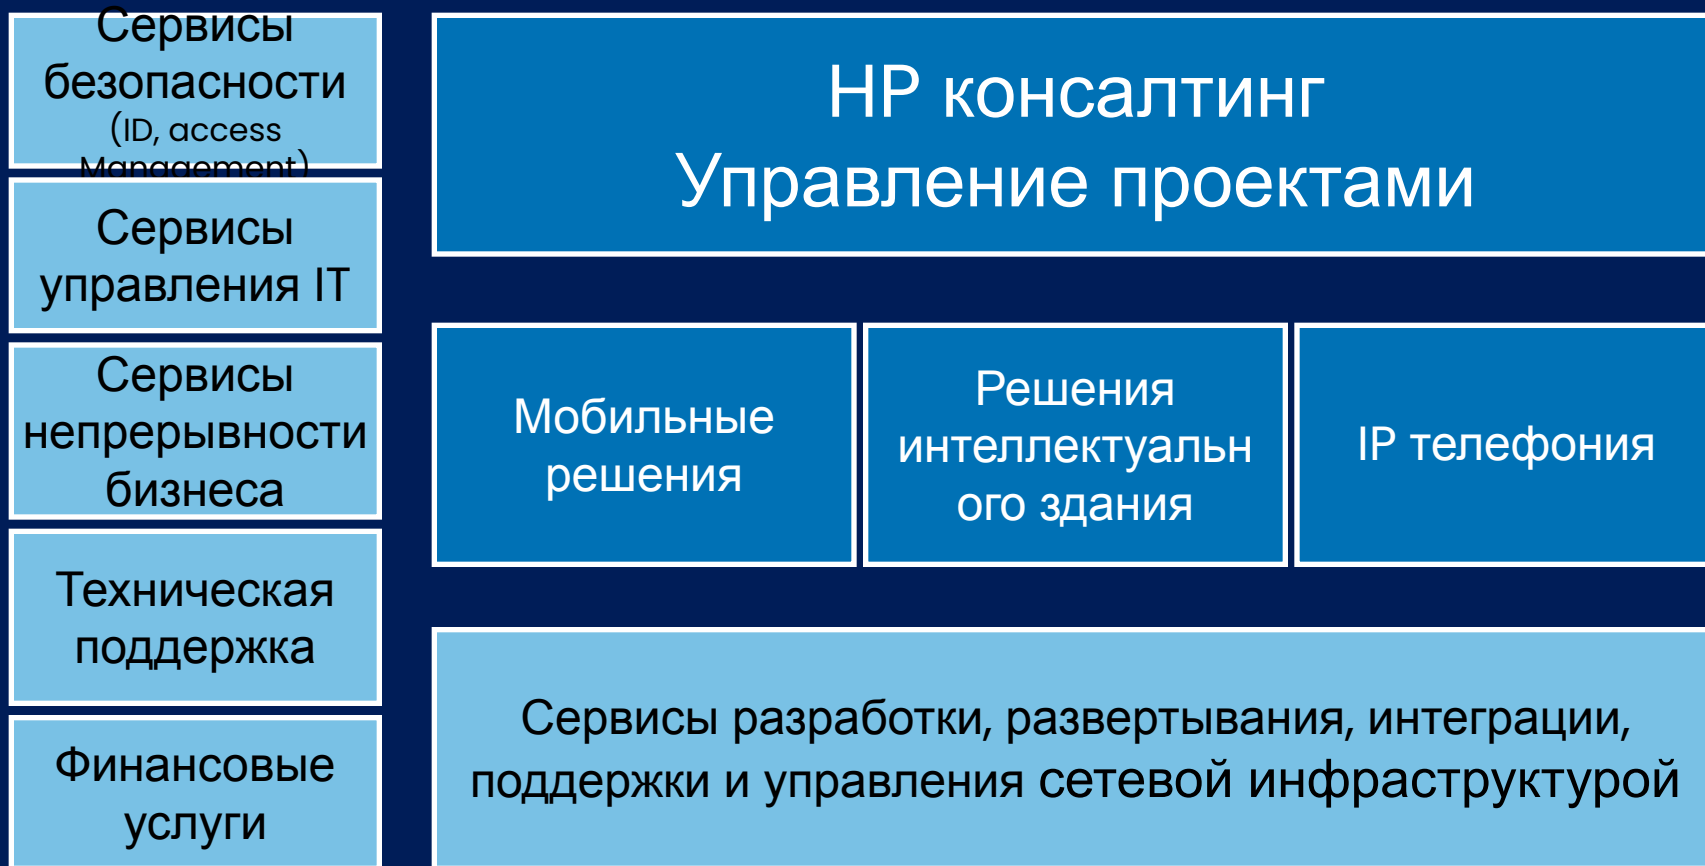 Сервисы
безопасности
(ID, access
Management)
Сервисы
управления IT
Сервисы
непрерывности
бизнеса
Техническая
поддержка
Финансовые
услуги
HP консалтинг
Управление проектами
Мобильные
решения
Решения
интеллектуальн
ого здания
IP телефония
Сервисы разработки, развертывания, интеграции,
поддержки и управления сетевой инфраструктурой